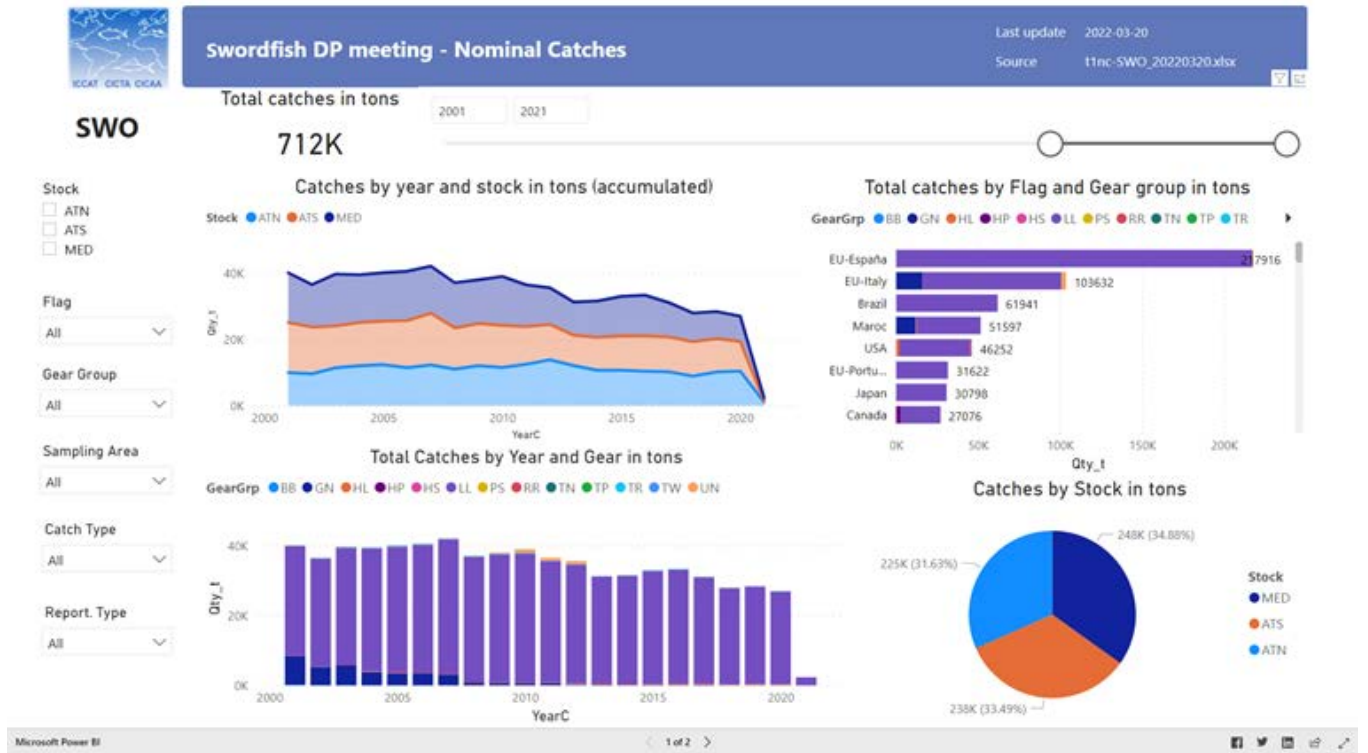 ICCAT CICTA CICAA
Swordfish DP meeting - Nominal Catches
Last update 2022-03-20
Source t1nc-SWO_20220320.xlsx
SWO
Total catches in tons
712K
2001 2021
Stock
ATN
ATS
MED
Flag
All
Gear Group
All
Sampling Area
All
Catch Type
All
Report. Type
All
Catches by year and stock in tons (accumulated)
Stock ATN ATS MED
Qty_t
40K
20K
0K
2000 2005 2010 2015 2020
YearC
Total catches by Flag and Gear group in tons
GearGrp BB GN HL HP HS LL PS RR TN TP TR
EU-España 217916
EU-Italy 103632
Brazil 61941
Maroc 51597
USA 46252
EU-Portu... 31622
Japan 30798
Canada 27076
0K 50K 100K 150K 200K
Qty_t
Total Catches by Year and Gear in tons
GearGrp BB GN HL HP HS LL PS RR TN TP TR TW UN
Qty_t
40K
20K
0K
2000 2005 2010 2015 2020
YearC
Catches by Stock in tons
248K (34.88%)
225K (31.63%)
238K (33.49%)
Stock
MED
ATS
ATN
Microsoft Power BI
1 of 2